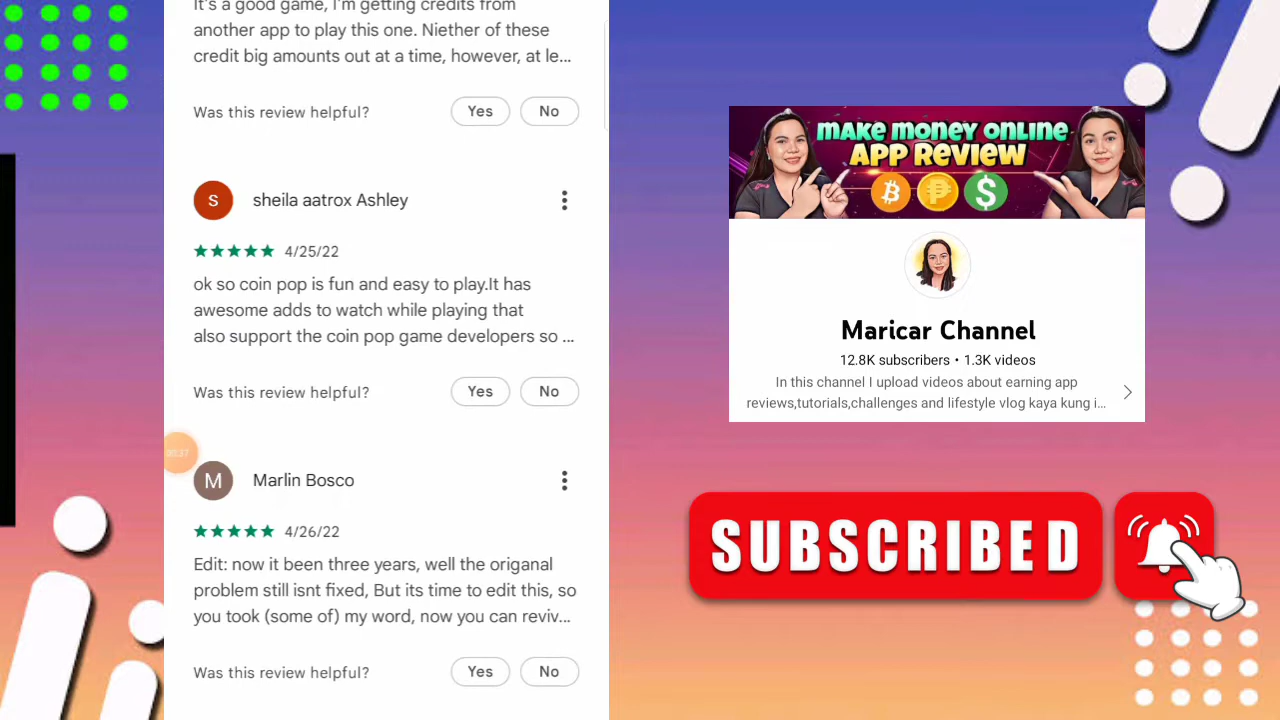 It's a good game, I'm getting credits from
another app to play this one. Niether of these
credit big amounts out at a time, however, at le...
Was this review helpful?
Yes
No
S
sheila aatrox Ashley
4/25/22
ok so coin pop is fun and easy to play.It has
awesome adds to watch while playing that
also support the coin pop game developers so ...
Was this review helpful?
Yes
No
00:37
M
Marlin Bosco
4/26/22
Edit: now it been three years, well the origanal
problem still isnt fixed, But its time to edit this, so
you took (some of) my word, now you can reviv...
Was this review helpful?
Yes
No
MAKE MONEY ONLINE
APP REVIEW
Maricar Channel
12.8K subscribers • 1.3K videos
In this channel I upload videos about earning app
reviews,tutorials,challenges and lifestyle vlog kaya kung i...
SUBSCRIBED